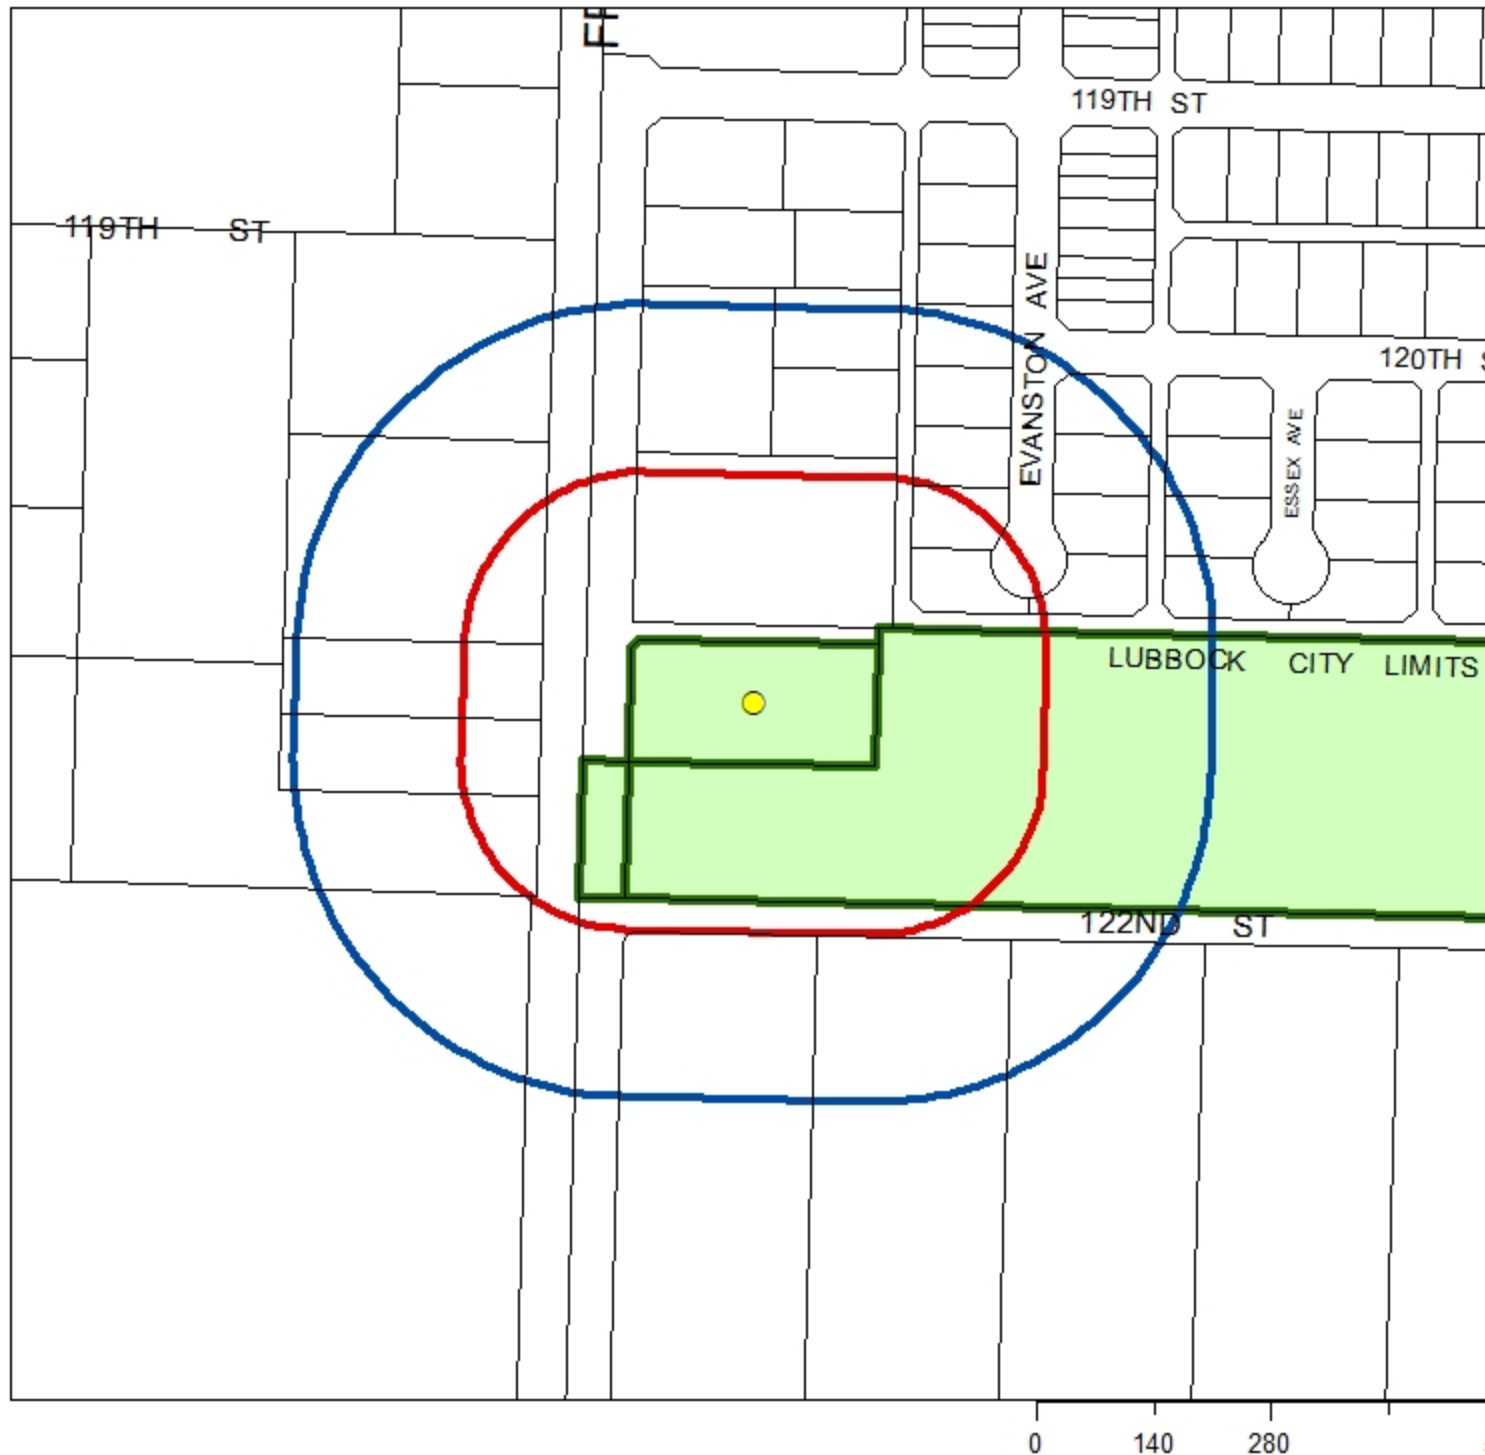 119TH ST
119TH ST
EVANSTON AVE
120TH
ESSEX AVE
LUBBOCK CITY LIMITS
122ND ST
0 140 280